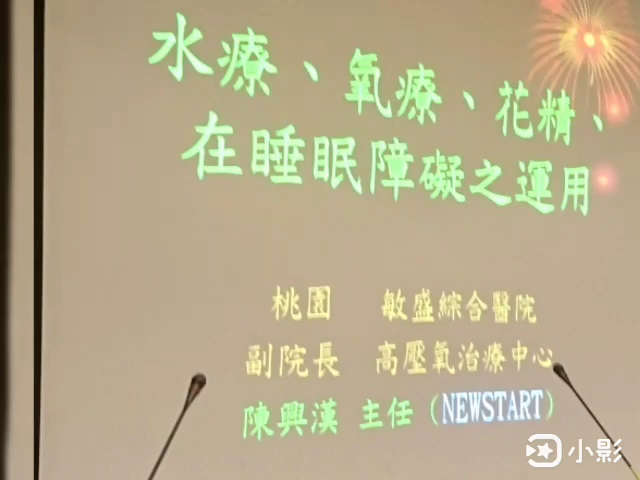 水療、氧療、花精、
在睡眠障礙之運用
桃園 敏盛綜合醫院
副院長 高壓氧治療中心
陳興漢 主任（NEWSTART）
小影